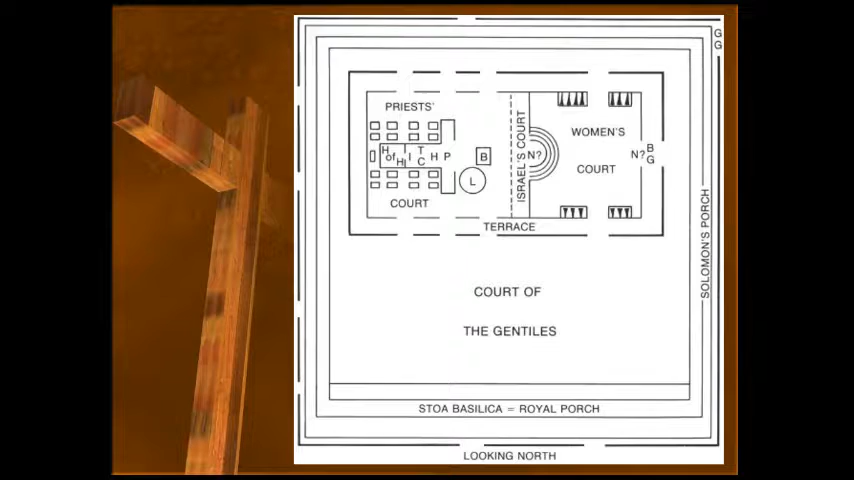 G
G
PRIESTS'
H
of
H
I
T
I
C
H
P
B
L
ISRAEL'S COURT
N?
WOMEN'S
COURT
N?
B
G
COURT
TERRACE
SOLOMON'S PORCH
COURT OF
THE GENTILES
STOA BASILICA = ROYAL PORCH
LOOKING NORTH